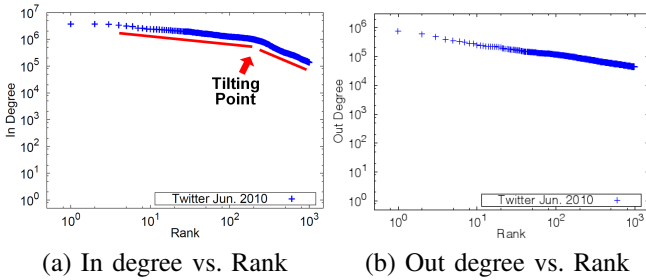 10^7
10^6
10^5
10^4
10^3
10^2
10^1
10^0
In Degree
Tilting
Point
Twitter Jun. 2010
10^0 10^1 10^2 10^3
Rank
(a) In degree vs. Rank
10^6
10^5
10^4
10^3
10^2
10^1
10^0
Out Degree
Twitter Jun. 2010
10^0 10^1 10^2 10^3
Rank
(b) Out degree vs. Rank